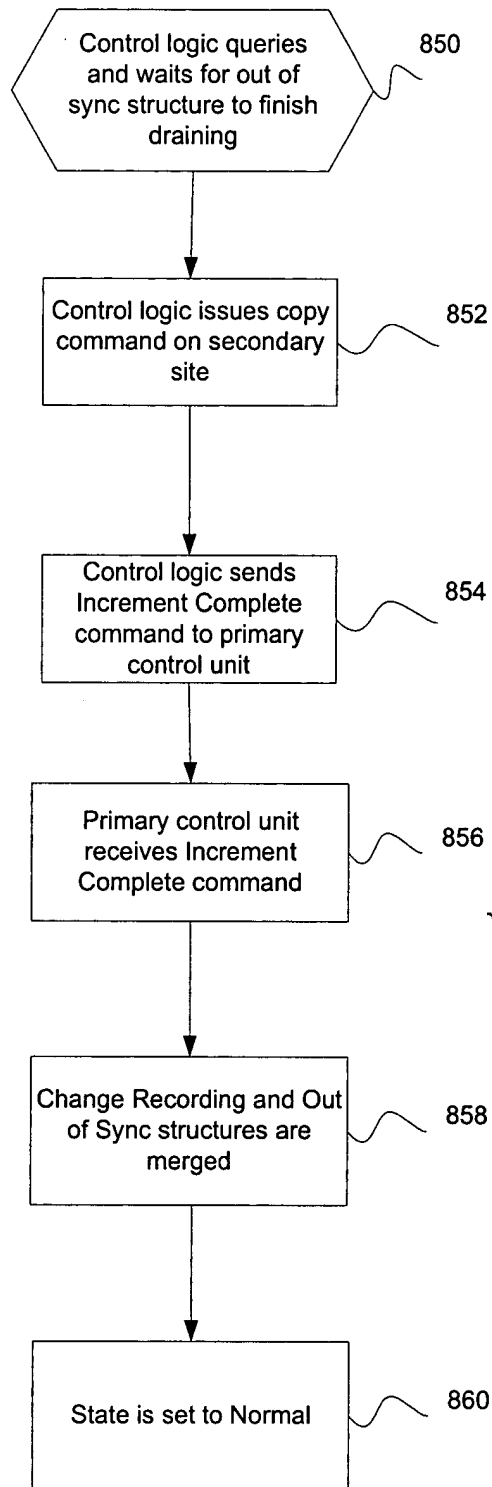 Control logic queries
and waits for out of
sync structure to finish
draining
850
Control logic issues copy
command on secondary
site
852
Control logic sends
Increment Complete
command to primary
control unit
854
Primary control unit
receives Increment
Complete command
856
Change Recording and Out
of Sync structures are
merged
858
State is set to Normal
860